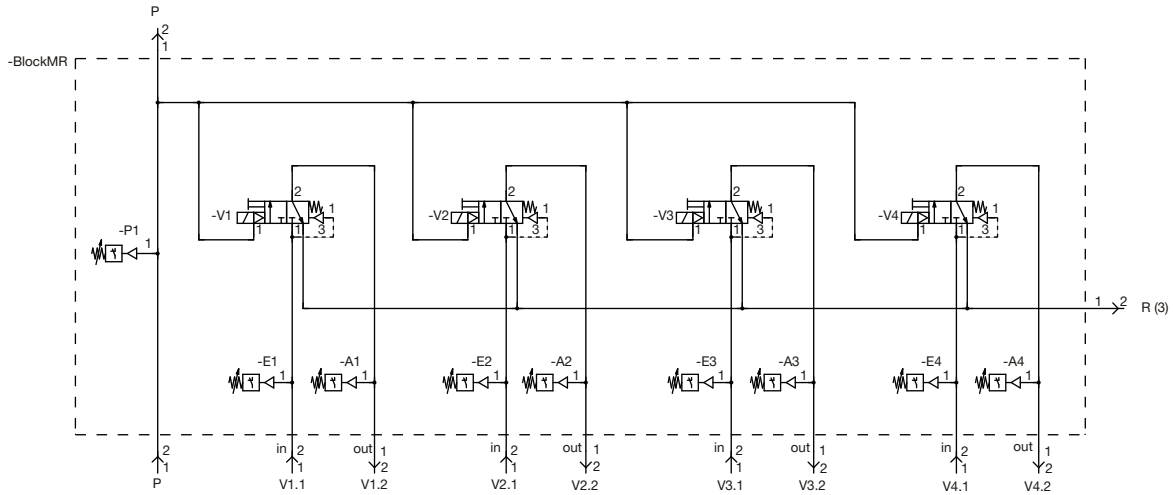 P
2
1
-BlockMR
2 2 2 2
-V1 1 -V2 1 -V3 1 -V4 1
1 1 3 1 1 3 1 1 3 1 1 3
-P1
1
1 2 R (3)
-E1 -A1 -E2 -A2 -E3 -A3 -E4 -A4
1 1 1 1 1 1 1 1
2 in 2 out 1 in 2 out 1 in 2 out 1 in 2 out 1
1 1 2 1 2 1 2 1 2
P V1.1 V1.2 V2.1 V2.2 V3.1 V3.2 V4.1 V4.2